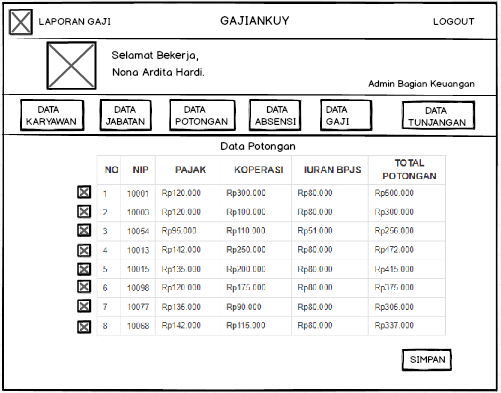 LAPORAN GAJI GAJIANKUY LOGOUT
Selamat Bekerja,
Nona Ardita Hardi.
Admin Bagian Keuangan
DATA KARYAWAN DATA JABATAN DATA POTONGAN DATA ABSENSI DATA GAJI DATA TUNJANGAN
Data Potongan
NO NIP PAJAK KOPERASI IURAN BPJS TOTAL POTONGAN
1 10001 Rp120.000 Rp300.000 Rp80.000 Rp500.000
2 10003 Rp120.000 Rp100.000 Rp80.000 Rp300.000
3 10054 Rp95.000 Rp110.000 Rp51.000 Rp256.000
4 10013 Rp142.000 Rp250.000 Rp80.000 Rp472.000
5 10015 Rp135.000 Rp200.000 Rp80.000 Rp415.000
6 10098 Rp120.000 Rp175.000 Rp80.000 Rp375.000
7 10077 Rp135.000 Rp90.000 Rp80.000 Rp305.000
8 10068 Rp142.000 Rp115.000 Rp80.000 Rp337.000
SIMPAN